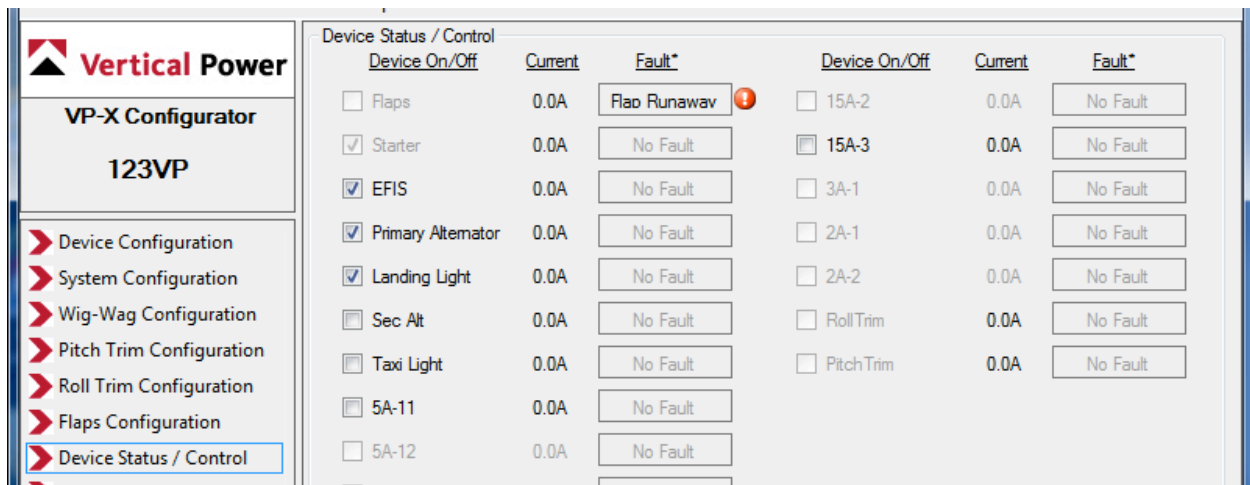 Vertical Power
VP-X Configurator
123VP
Device Configuration
System Configuration
Wig-Wag Configuration
Pitch Trim Configuration
Roll Trim Configuration
Flaps Configuration
Device Status / Control
Device Status / Control
Device On/Off Current Fault* Device On/Off Current Fault*
Flaps 0.0A Flap Runaway 15A-2 0.0A No Fault
Starter 0.0A No Fault 15A-3 0.0A No Fault
EFIS 0.0A No Fault 3A-1 0.0A No Fault
Primary Alternator 0.0A No Fault 2A-1 0.0A No Fault
Landing Light 0.0A No Fault 2A-2 0.0A No Fault
Sec Alt 0.0A No Fault RollTrim 0.0A No Fault
Taxi Light 0.0A No Fault PitchTrim 0.0A No Fault
5A-11 0.0A No Fault
5A-12 0.0A No Fault